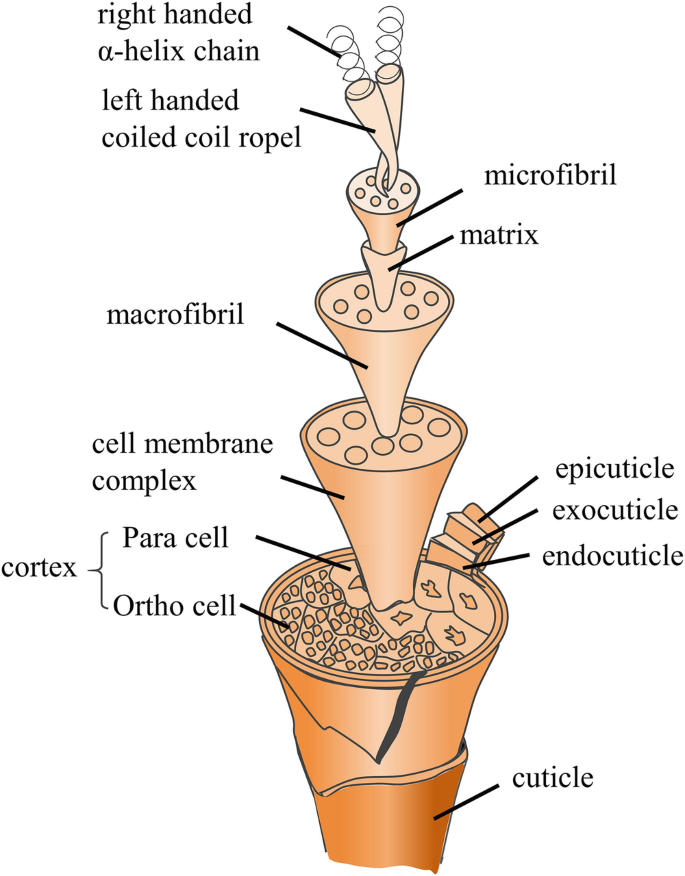 right handed
α-helix chain
left handed
coiled coil ropel
microfibril
matrix
macrofibril
cell membrane
complex
epicuticle
exocuticle
endocuticle
Para cell
cortex
Ortho cell
cuticle